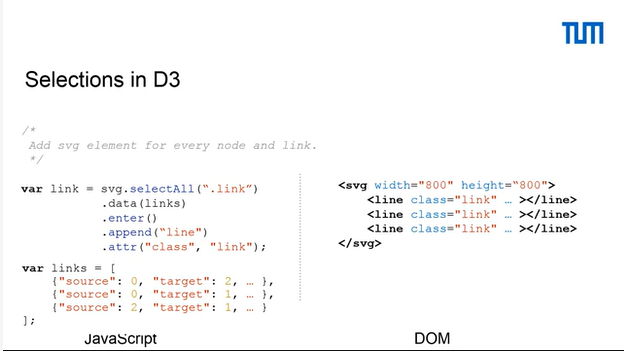 TUM
Selections in D3
/*
Add svg element for every node and link.
*/
var link = svg.selectAll(“.link”)
.data(links)
.enter()
.append(“line”)
.attr("class", "link");
var links = [
{"source": 0, "target": 2, … },
{"source": 0, "target": 1, … },
{"source": 2, "target": 1, … }
];
JavaScript
<svg width="800" height=“800">
<line class="link" … ></line>
<line class="link" … ></line>
<line class="link" … ></line>
</svg>
DOM